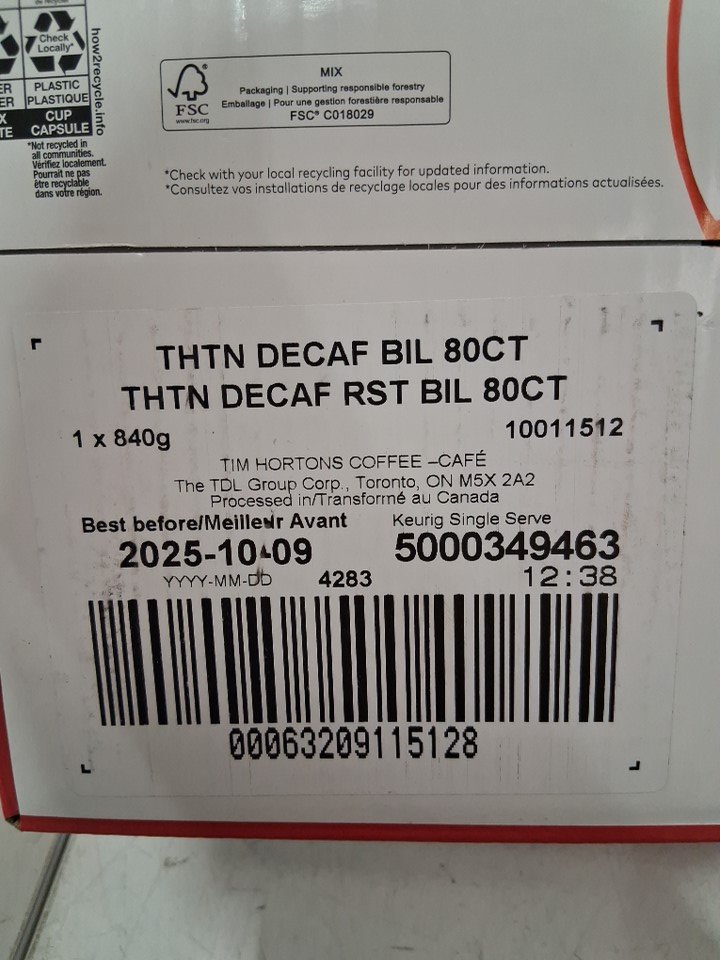 Check
Locally*
PLASTIC
PLASTIQUE
CUP
CAPSULE
how2recycle.info
*Not recycled in
all communities.
Vérifiez localement.
Pourrait ne pas
être recyclable
dans votre région.
FSC®
www.fsc.org
MIX
Packaging | Supporting responsible forestry
Emballage | Pour une gestion forestière responsable
FSC® C018029
*Check with your local recycling facility for updated information.
*Consultez vos installations de recyclage locales pour des informations actualisées.
THTN DECAF BIL 80CT
THTN DECAF RST BIL 80CT
1 x 840g 10011512
TIM HORTONS COFFEE –CAFÉ
The TDL Group Corp., Toronto, ON M5X 2A2
Processed in/Transformé au Canada
Best before/Meilleur Avant Keurig Single Serve
2025-10-09 5000349463
YYYY-MM-DD 4283 12:38
00063209115128